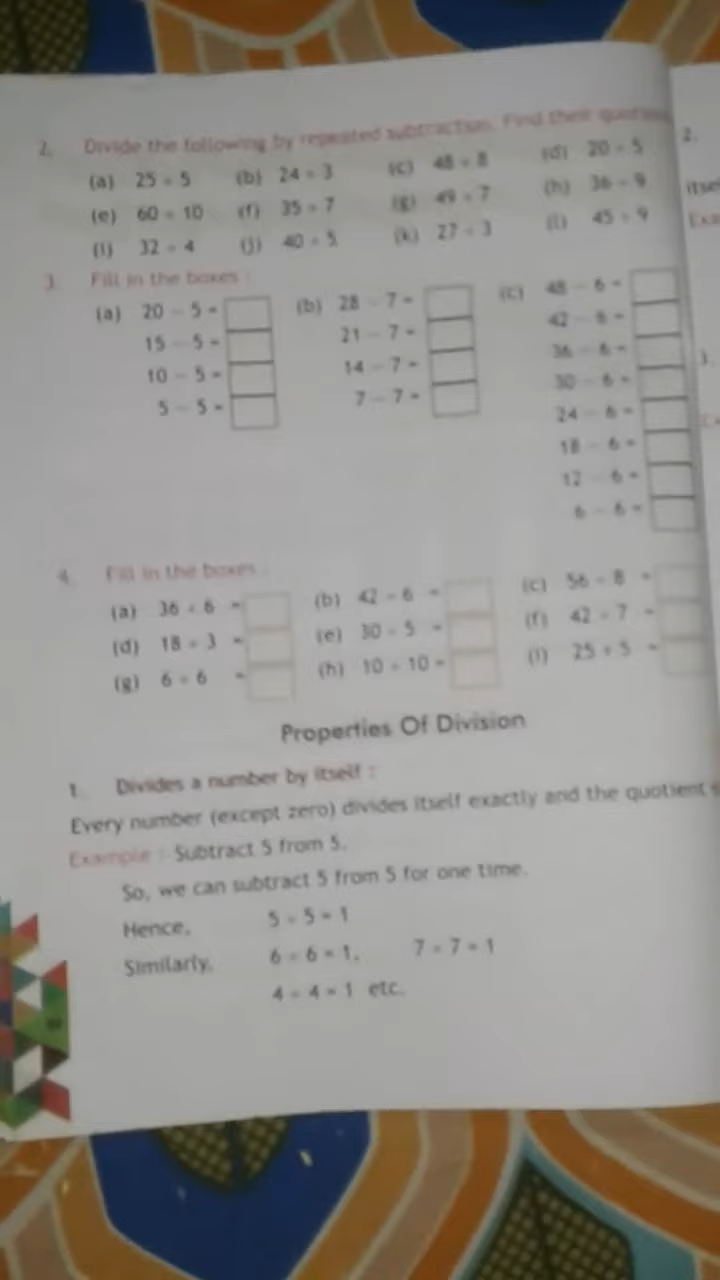 2. Divide the following by repeated subtraction. Find their
(a) 25 ÷ 5 (b) 24 ÷ 3 (c) 48 ÷ 8 (d) 20 ÷ 5
(e) 60 ÷ 10 (f) 35 ÷ 7 (g) 49 ÷ 7 (h) 36 ÷ 9
(i) 32 ÷ 4 (j) 40 ÷ 5 (k) 27 ÷ 3 (l) 45 ÷ 9
3. Fill in the boxes :
(a) 20 - 5 = (b) 28 - 7 = (c) 48 - 6 =
15 - 5 = 21 - 7 = 42 - 6 =
10 - 5 = 14 - 7 = 36 - 6 =
5 - 5 = 7 - 7 = 30 - 6 =
24 - 6 =
18 - 6 =
12 - 6 =
6 - 6 =
4. Fill in the boxes :
(a) 36 ÷ 6 = (b) 42 ÷ 6 = (c) 56 ÷ 8 =
(d) 18 ÷ 3 = (e) 30 ÷ 5 = (f) 42 ÷ 7 =
(g) 6 ÷ 6 = (h) 10 ÷ 10 = (i) 25 ÷ 5 =
Properties Of Division
1. Divides a number by itself :
Every number (except zero) divides itself exactly and the quotient
Example : Subtract 5 from 5.
So, we can subtract 5 from 5 for one time.
Hence, 5 ÷ 5 = 1
Similarly, 6 ÷ 6 = 1, 7 ÷ 7 = 1
4 ÷ 4 = 1 etc.
2.
3.